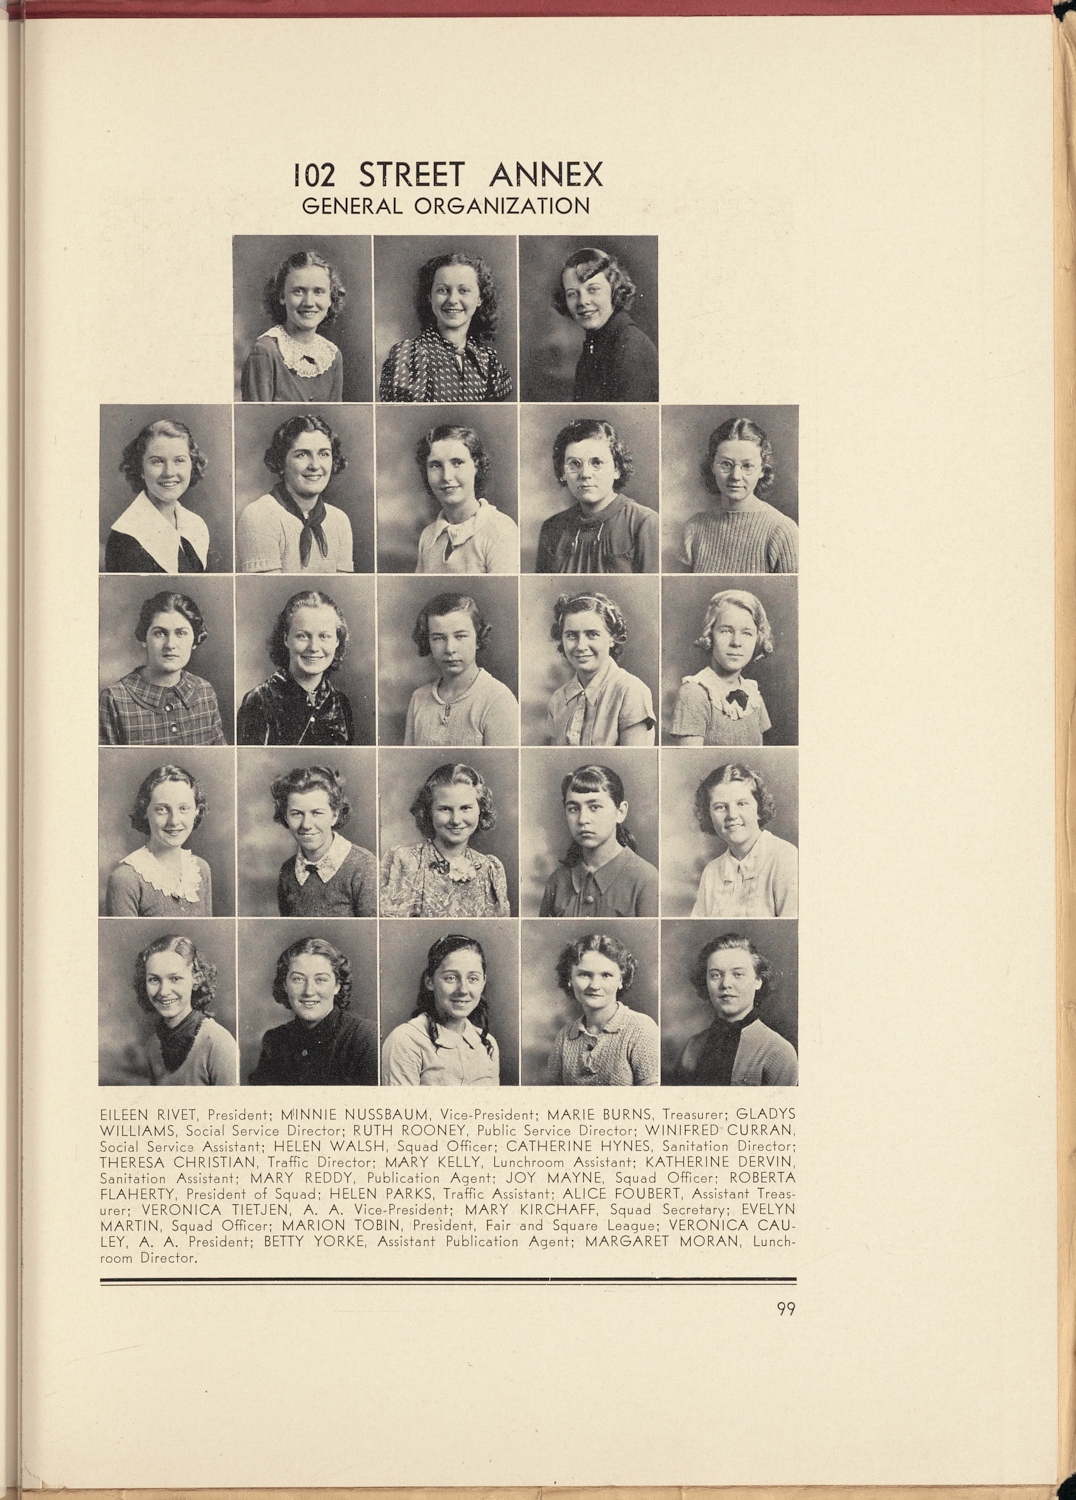 102 STREET ANNEX
GENERAL ORGANIZATION
EILEEN RIVET, President; MINNIE NUSSBAUM, Vice-President; MARIE BURNS, Treasurer; GLADYS
WILLIAMS, Social Service Director; RUTH ROONEY, Public Service Director; WINIFRED CURRAN,
Social Service Assistant; HELEN WALSH, Squad Officer; CATHERINE HYNES, Sanitation Director;
THERESA CHRISTIAN, Traffic Director; MARY KELLY, Lunchroom Assistant; KATHERINE DERVIN,
Sanitation Assistant; MARY REDDY, Publication Agent; JOY MAYNE, Squad Officer; ROBERTA
FLAHERTY, President of Squad; HELEN PARKS, Traffic Assistant; ALICE FOUBERT, Assistant Treas-
urer; VERONICA TIETJEN, A. A. Vice-President; MARY KIRCHAFF, Squad Secretary; EVELYN
MARTIN, Squad Officer; MARION TOBIN, President, Fair and Square League; VERONICA CAU-
LEY, A. A. President; BETTY YORKE, Assistant Publication Agent; MARGARET MORAN, Lunch-
room Director.
99